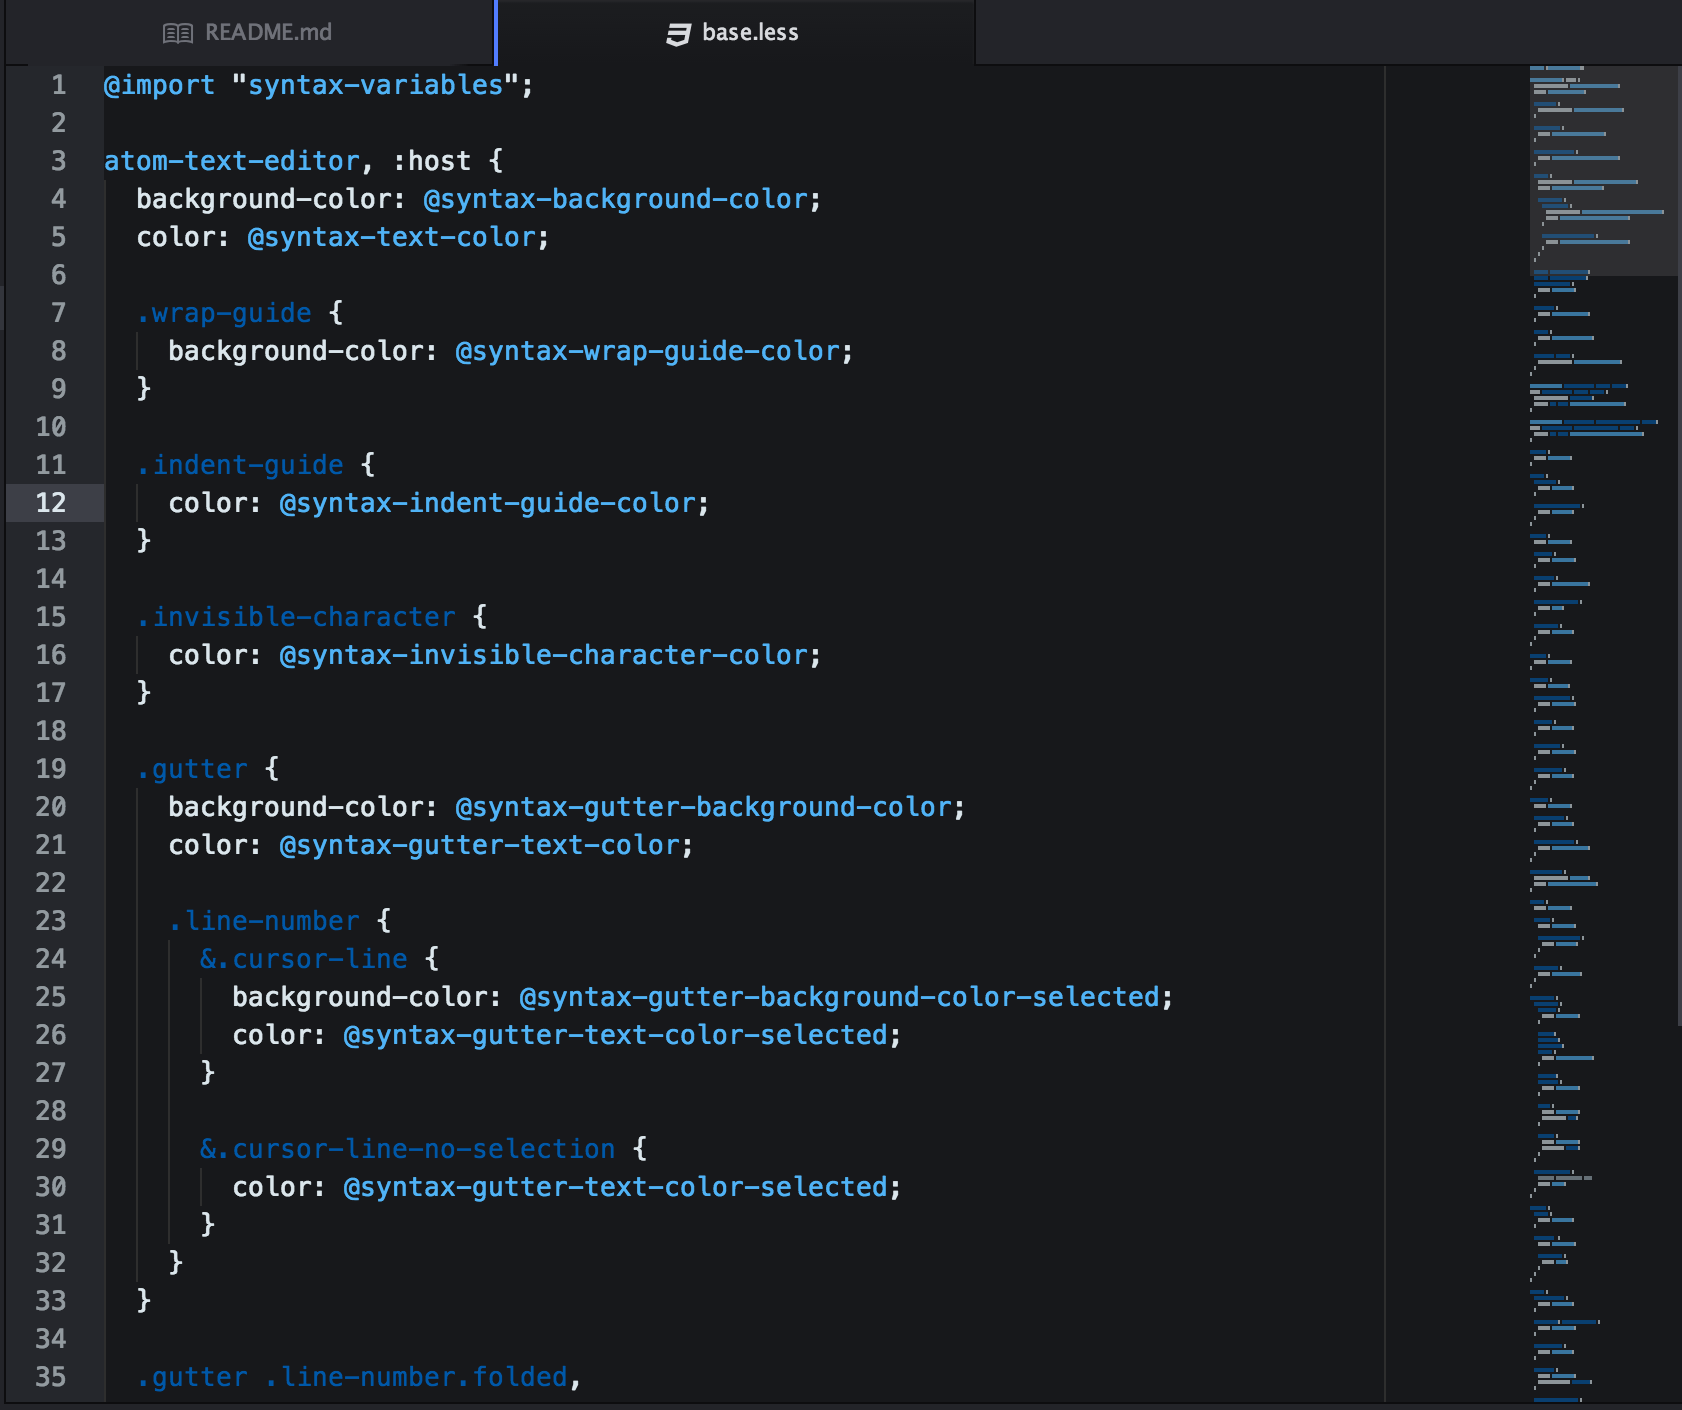 README.md
base.less
1 @import "syntax-variables";
2
3 atom-text-editor, :host {
4   background-color: @syntax-background-color;
5   color: @syntax-text-color;
6
7   .wrap-guide {
8     background-color: @syntax-wrap-guide-color;
9   }
10
11   .indent-guide {
12     color: @syntax-indent-guide-color;
13   }
14
15   .invisible-character {
16     color: @syntax-invisible-character-color;
17   }
18
19   .gutter {
20     background-color: @syntax-gutter-background-color;
21     color: @syntax-gutter-text-color;
22
23     .line-number {
24       &.cursor-line {
25         background-color: @syntax-gutter-background-color-selected;
26         color: @syntax-gutter-text-color-selected;
27       }
28
29       &.cursor-line-no-selection {
30         color: @syntax-gutter-text-color-selected;
31       }
32     }
33   }
34
35   .gutter .line-number.folded,